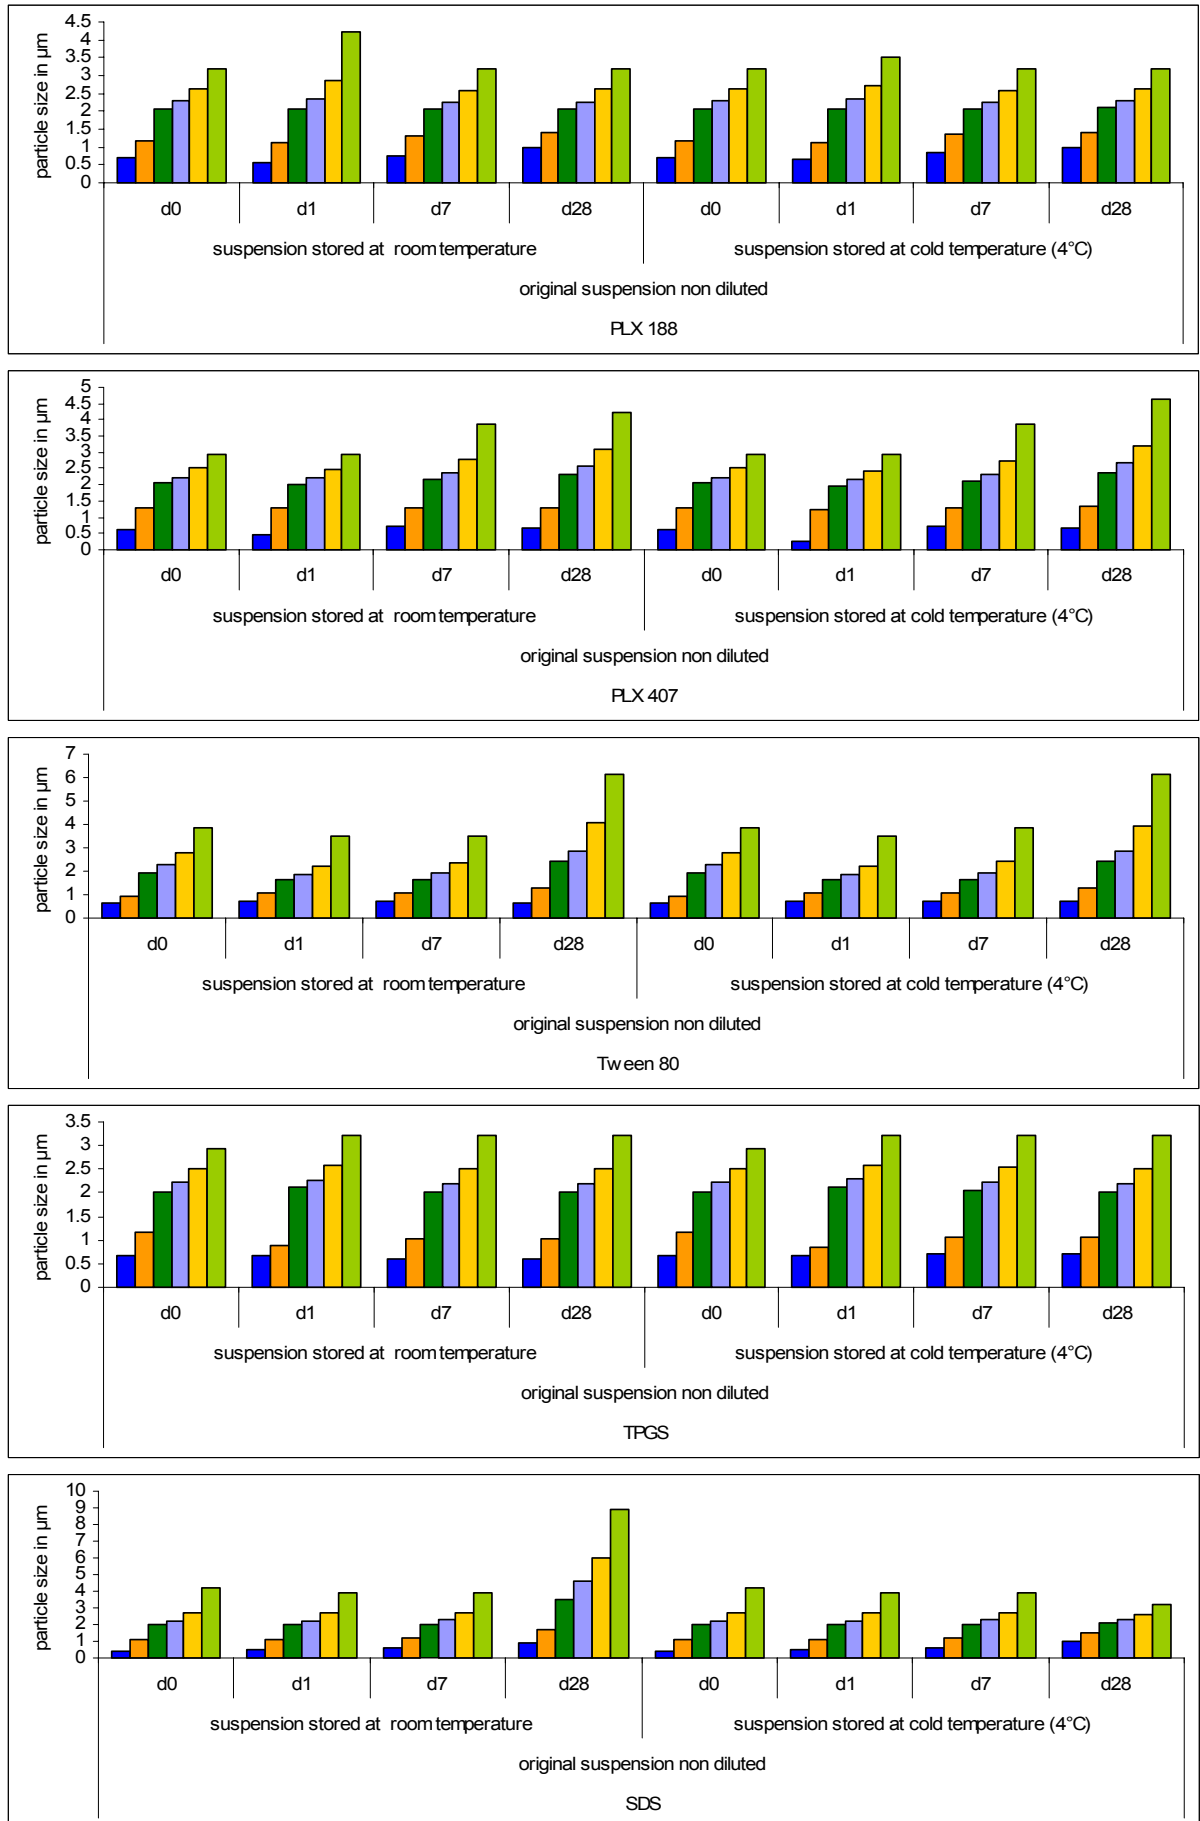 particle size in µm
4.5
4
3.5
3
2.5
2
1.5
1
0.5
0
d0 d1 d7 d28 d0 d1 d7 d28
suspension stored at room temperature suspension stored at cold temperature (4°C)
original suspension non diluted
PLX 188
particle size in µm
5
4.5
4
3.5
3
2.5
2
1.5
1
0.5
0
d0 d1 d7 d28 d0 d1 d7 d28
suspension stored at room temperature suspension stored at cold temperature (4°C)
original suspension non diluted
PLX 407
particle size in µm
7
6
5
4
3
2
1
0
d0 d1 d7 d28 d0 d1 d7 d28
suspension stored at room temperature suspension stored at cold temperature (4°C)
original suspension non diluted
Tween 80
particle size in µm
3.5
3
2.5
2
1.5
1
0.5
0
d0 d1 d7 d28 d0 d1 d7 d28
suspension stored at room temperature suspension stored at cold temperature (4°C)
original suspension non diluted
TPGS
particle size in µm
10
9
8
7
6
5
4
3
2
1
0
d0 d1 d7 d28 d0 d1 d7 d28
suspension stored at room temperature suspension stored at cold temperature (4°C)
original suspension non diluted
SDS